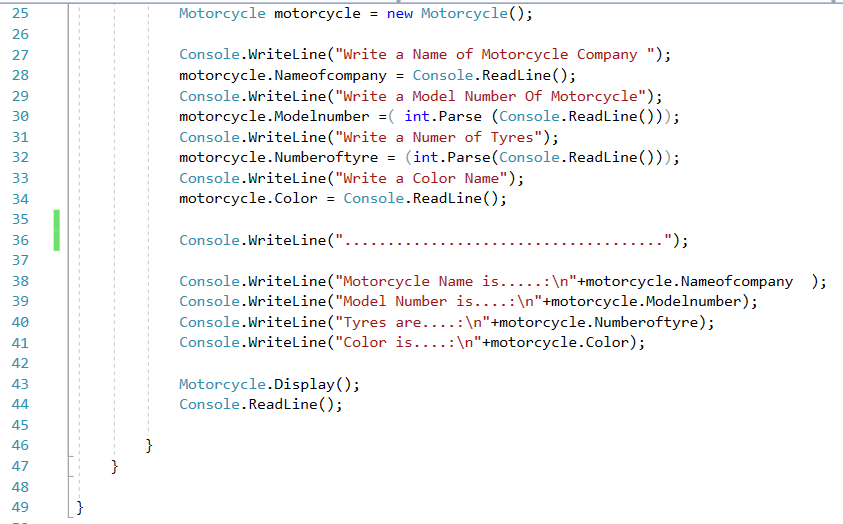 25 Motorcycle motorcycle = new Motorcycle();
26
27 Console.WriteLine("Write a Name of Motorcycle Company ");
28 motorcycle.Nameofcompany = Console.ReadLine();
29 Console.WriteLine("Write a Model Number Of Motorcycle");
30 motorcycle.Modelnumber =( int.Parse (Console.ReadLine()));
31 Console.WriteLine("Write a Numer of Tyres");
32 motorcycle.Numberoftyre = (int.Parse(Console.ReadLine()));
33 Console.WriteLine("Write a Color Name");
34 motorcycle.Color = Console.ReadLine();
35
36 Console.WriteLine(".....................................");
37
38 Console.WriteLine("Motorcycle Name is.....:\n"+motorcycle.Nameofcompany  );
39 Console.WriteLine("Model Number is....:\n"+motorcycle.Modelnumber);
40 Console.WriteLine("Tyres are....:\n"+motorcycle.Numberoftyre);
41 Console.WriteLine("Color is....:\n"+motorcycle.Color);
42
43 Motorcycle.Display();
44 Console.ReadLine();
45
46 }
47 }
48
49 }